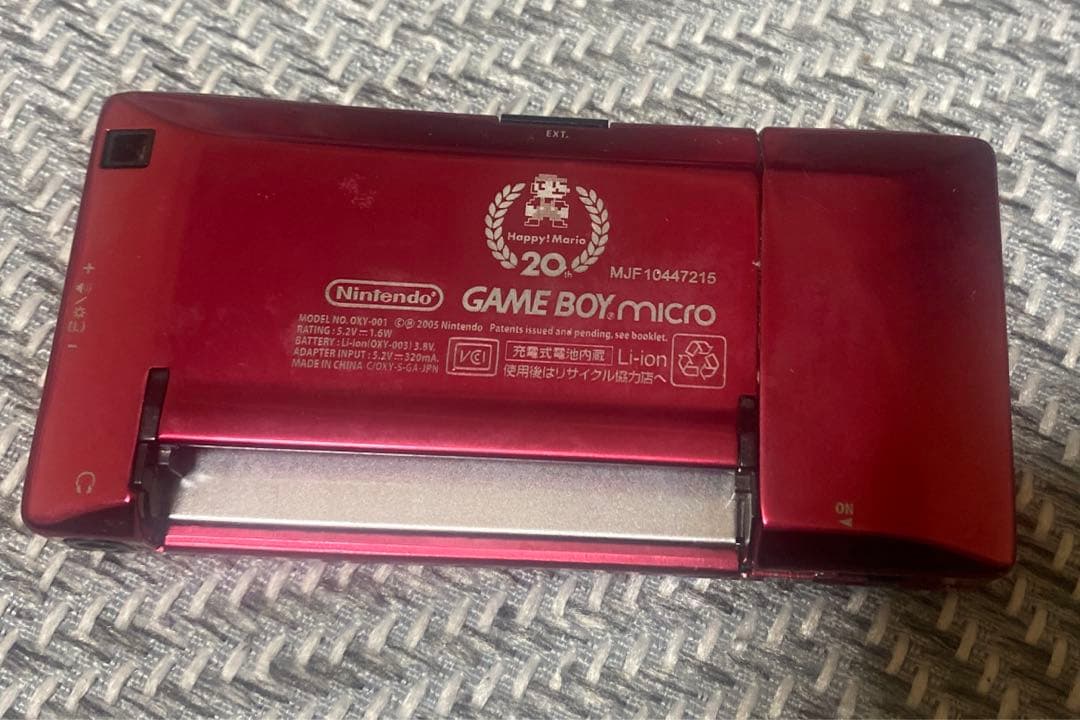 EXT.
Happy! Mario
20th
MJF10447215
Nintendo GAME BOY micro
MODEL NO. OXY-001 ©℗ 2005 Nintendo Patents issued and pending, see booklet.
RATING : 5.2V⎓1.6W
BATTERY : Li-ion(OXY-003) 3.8V.
ADAPTER INPUT : 5.2V⎓320mA.
MADE IN CHINA C/OXY-S-GA-JPN
VCI
充電式電池内蔵 Li-ion
使用後はリサイクル協力店へ
+
−
ON